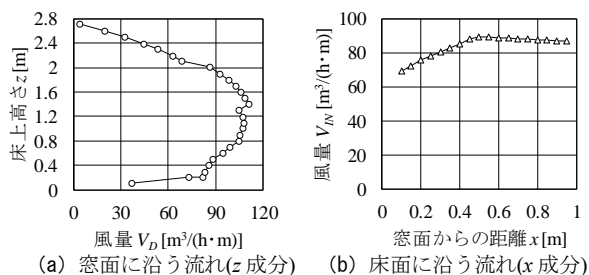 床上高さz [m]
2.8
2.4
2
1.6
1.2
0.8
0.4
0
0 30 60 90 120
風量 V_D [m³/(h・m)]
(a) 窓面に沿う流れ(z 成分)
風量 V_IN [m³/(h・m)]
100
80
60
40
20
0
0 0.2 0.4 0.6 0.8 1
窓面からの距離 x [m]
(b) 床面に沿う流れ(x 成分)